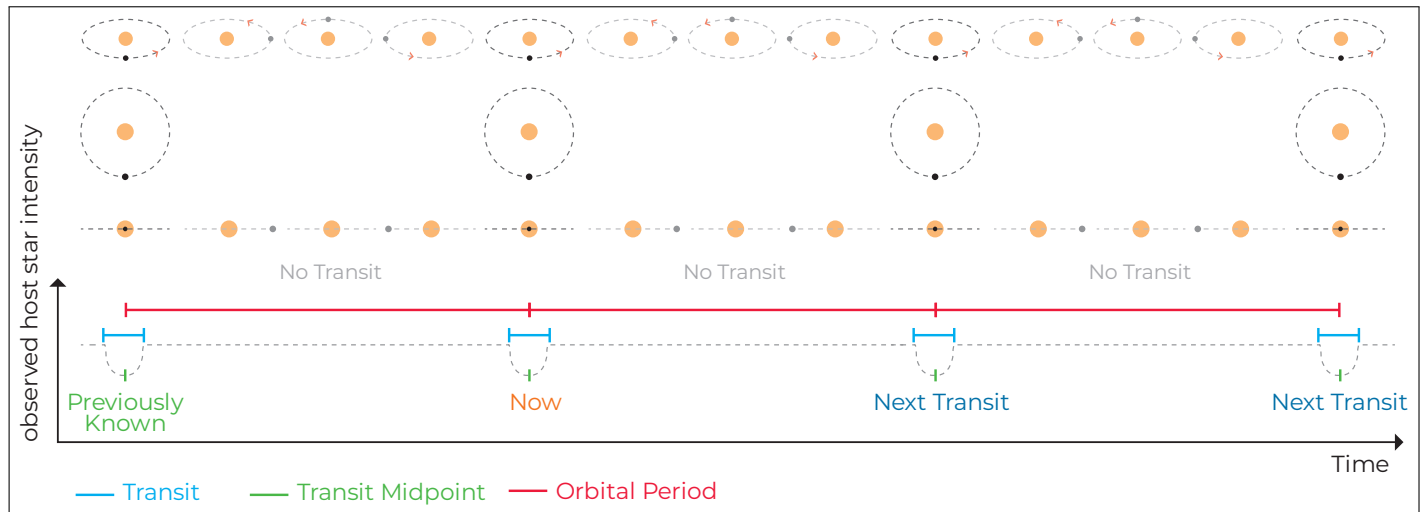 observed host star intensity
No Transit
No Transit
No Transit
Previously
Known
Now
Next Transit
Next Transit
Time
Transit
Transit Midpoint
Orbital Period